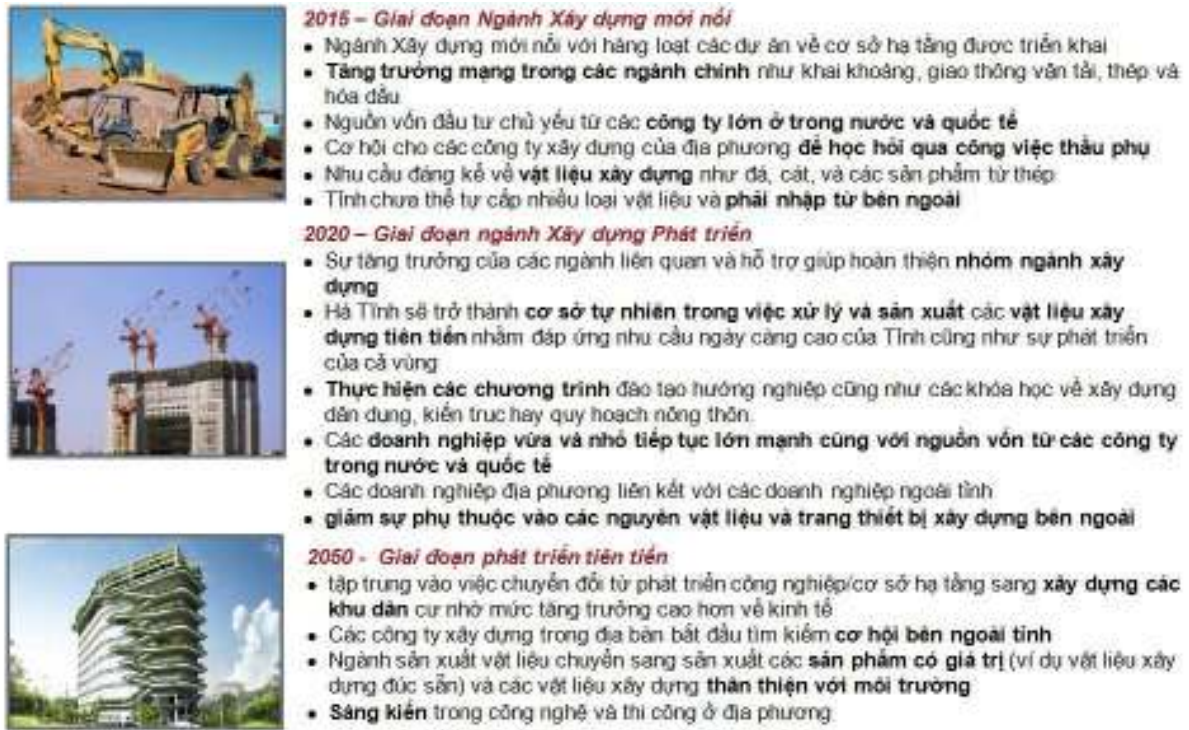 2015 – Giai đoạn Ngành Xây dựng mới nổi
• Ngành Xây dựng mới nổi với hàng loạt các dự án về cơ sở hạ tầng được triển khai
• Tăng trưởng mạng trong các ngành chính như khai khoáng, giao thông vận tải, thép và
hóa dầu
• Nguồn vốn đầu tư chủ yếu từ các công ty lớn ở trong nước và quốc tế
• Cơ hội cho các công ty xây dựng của địa phương để học hỏi qua công việc thầu phụ
• Nhu cầu đáng kể về vật liệu xây dựng như đá, cát, và các sản phẩm từ thép
• Tỉnh chưa thể tự cấp nhiều loại vật liệu và phải nhập từ bên ngoài
2020 – Giai đoạn ngành Xây dựng Phát triển
• Sự tăng trưởng của các ngành liên quan và hỗ trợ giúp hoàn thiện nhóm ngành xây
dựng
• Hà Tĩnh sẽ trở thành cơ sở tự nhiên trong việc xử lý và sản xuất các vật liệu xây
dựng tiên tiến nhằm đáp ứng nhu cầu ngày càng cao của Tỉnh cũng như sự phát triển
của cả vùng
• Thực hiện các chương trình đào tạo hướng nghiệp cũng như các khóa học về xây dựng
dân dụng, kiến trúc hay quy hoạch nông thôn.
• Các doanh nghiệp vừa và nhỏ tiếp tục lớn mạnh cùng với nguồn vốn từ các công ty
trong nước và quốc tế
• Các doanh nghiệp địa phương liên kết với các doanh nghiệp ngoài tỉnh
• giảm sự phụ thuộc vào các nguyên vật liệu và trang thiết bị xây dựng bên ngoài
2050 - Giai đoạn phát triển tiên tiến
• tập trung vào việc chuyển đổi từ phát triển công nghiệp/cơ sở hạ tầng sang xây dựng các
khu dân cư nhờ mức tăng trưởng cao hơn về kinh tế
• Các công ty xây dựng trong địa bàn bắt đầu tìm kiếm cơ hội bên ngoài tỉnh
• Ngành sản xuất vật liệu chuyển sang sản xuất các sản phẩm có giá trị (ví dụ vật liệu xây
dựng đúc sẵn) và các vật liệu xây dựng thân thiện với môi trường
• Sáng kiến trong công nghệ và thi công ở địa phương